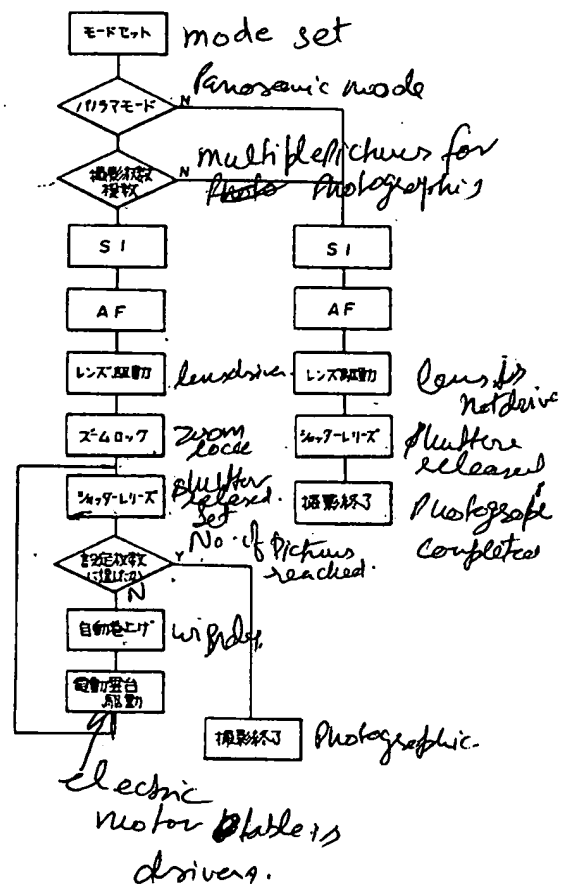 モードセット mode set
パノラマモード N Panoramic mode
撮影枚数 N multiple Pictures for
複数 Photo Photographis
S1 S1
AF AF
レンズ駆動 lensdriver. レンズ駆動 lens is
not drive
ズームロック zoom シャッターレリーズ Shutter
lock released
シャッターレリーズ Shutter 撮影終了 Photograph
released. completed
Set
設定枚数 Y No. of Pictures
に達したか reached.
N
自動巻上げ
電動雲台
駆動
撮影終了 Photographic.
electric
motor table is
drivers.